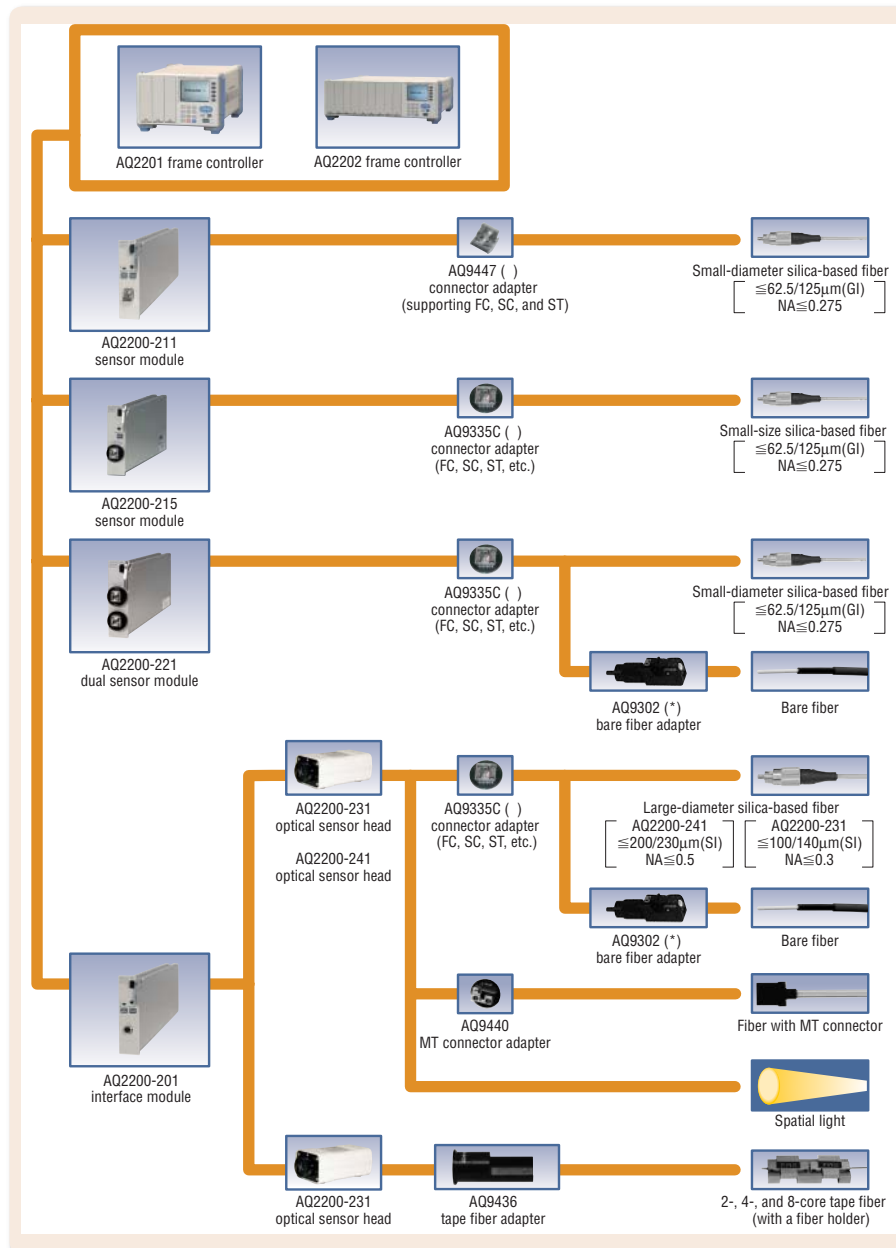 AQ2201 frame controller
AQ2202 frame controller
AQ2200-211
sensor module
AQ9447 ( )
connector adapter
(supporting FC, SC, and ST)
Small-diameter silica-based fiber
≦62.5/125μm(GI)
NA≦0.275
AQ2200-215
sensor module
AQ9335C ( )
connector adapter
(FC, SC, ST, etc.)
Small-size silica-based fiber
≦62.5/125μm(GI)
NA≦0.275
AQ2200-221
dual sensor module
AQ9335C ( )
connector adapter
(FC, SC, ST, etc.)
Small-diameter silica-based fiber
≦62.5/125μm(GI)
NA≦0.275
AQ9302 (*)
bare fiber adapter
Bare fiber
AQ2200-231
optical sensor head
AQ2200-241
optical sensor head
AQ9335C ( )
connector adapter
(FC, SC, ST, etc.)
Large-diameter silica-based fiber
AQ2200-241
≦200/230μm(SI)
NA≦0.5
AQ2200-231
≦100/140μm(SI)
NA≦0.3
AQ9302 (*)
bare fiber adapter
Bare fiber
AQ2200-201
interface module
AQ9440
MT connector adapter
Fiber with MT connector
Spatial light
AQ2200-231
optical sensor head
AQ9436
tape fiber adapter
2-, 4-, and 8-core tape fiber
(with a fiber holder)